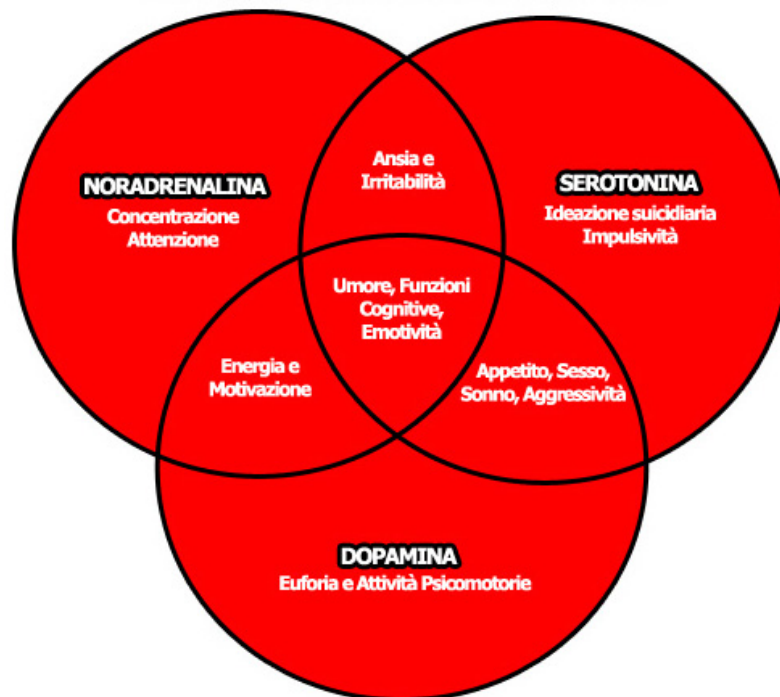 NORADRENALINA
Concentrazione
Attenzione
Ansia e
Irritabilità
SEROTONINA
Ideazione suicidiaria
Impulsività
Umore, Funzioni
Cognitive,
Emotività
Energia e
Motivazione
Appetito, Sesso,
Sonno, Aggressività
DOPAMINA
Euforia e Attività Psicomotorie